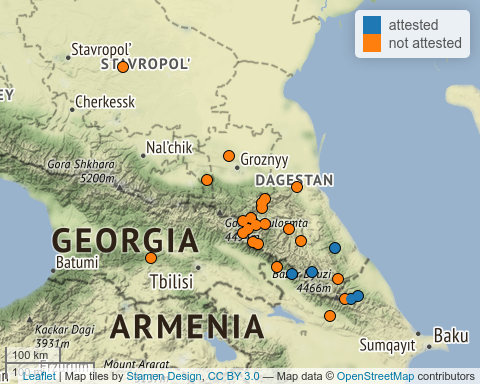 attested
not attested
Stavropol'
STAVROPOL'
EY
Cherkessk
Nal'chik
Groznyy
Gora Shkhara
5200m
DAGESTAN
GEORGIA
Batumi
Tbilisi
4466m
ARMENIA
Kackar Dagi
3931m
Baku
Sumqayıt
100 km
Mount Ararat
Leaflet | Map tiles by Stamen Design, CC BY 3.0 — Map data © OpenStreetMap contributors